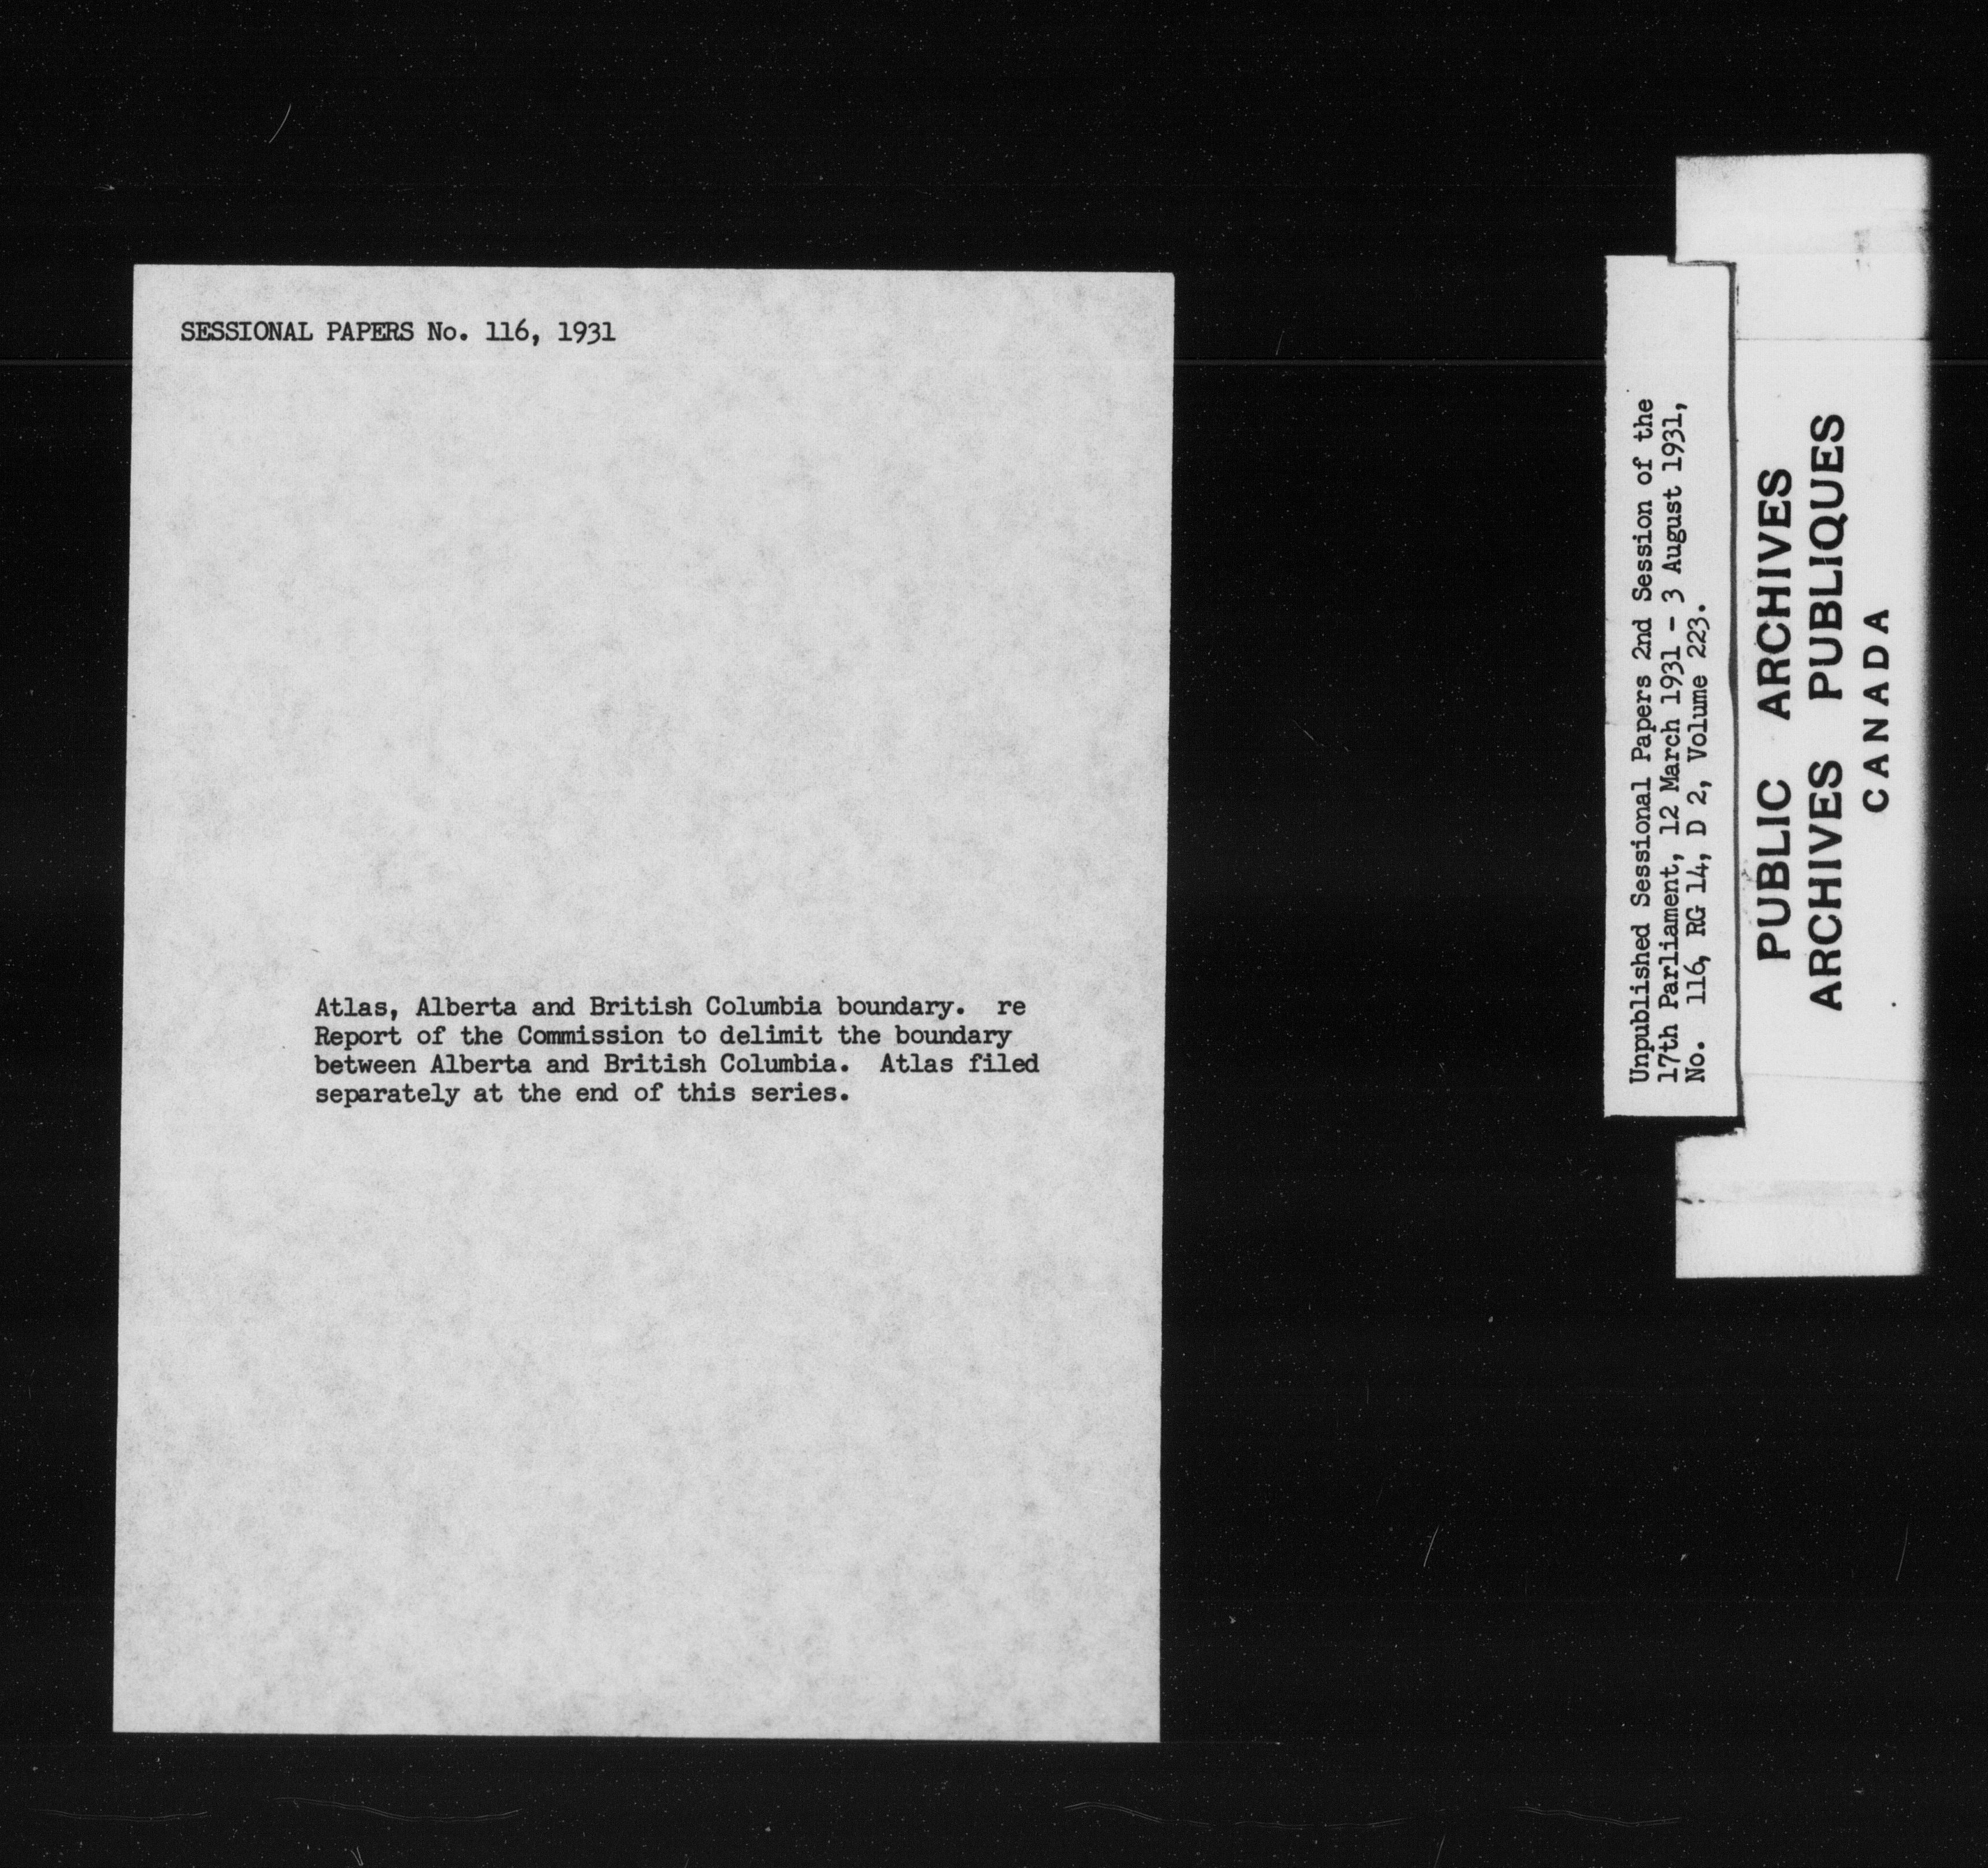 SESSIONAL PAPERS No. 116, 1931
Atlas, Alberta and British Columbia boundary. re
Report of the Commission to delimit the boundary
between Alberta and British Columbia. Atlas filed
separately at the end of this series.
Unpublished Sessional Papers 2nd Session of the
17th Parliament, 12 March 1931 - 3 August 1931,
No. 116, RG 14, D 2, Volume 223.
PUBLIC ARCHIVES
ARCHIVES PUBLIQUES
CANADA